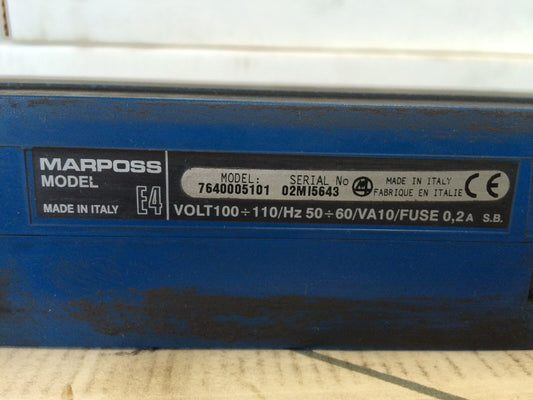 MARPOSS
MODEL E4
MADE IN ITALY
MODEL: SERIAL No MADE IN ITALY
7640005101 02MI5643 FABRIQUE EN ITALIE CE
VOLT100÷110/Hz 50÷60/VA10/FUSE 0,2A S.B.